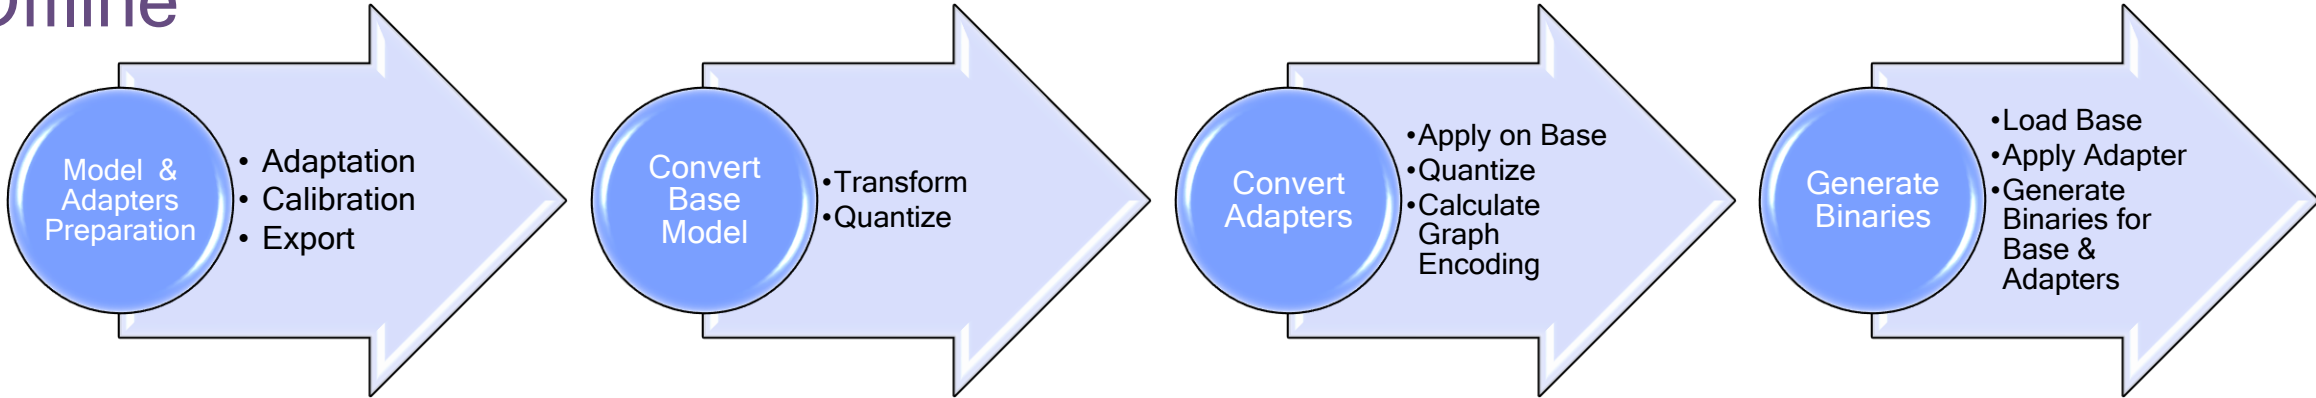 Offline
Model &
Adapters
Preparation
• Adaptation
• Calibration
• Export
Convert
Base
Model
•Transform
•Quantize
Convert
Adapters
•Apply on Base
•Quantize
•Calculate
Graph
Encoding
Generate
Binaries
•Load Base
•Apply Adapter
•Generate
Binaries for
Base &
Adapters